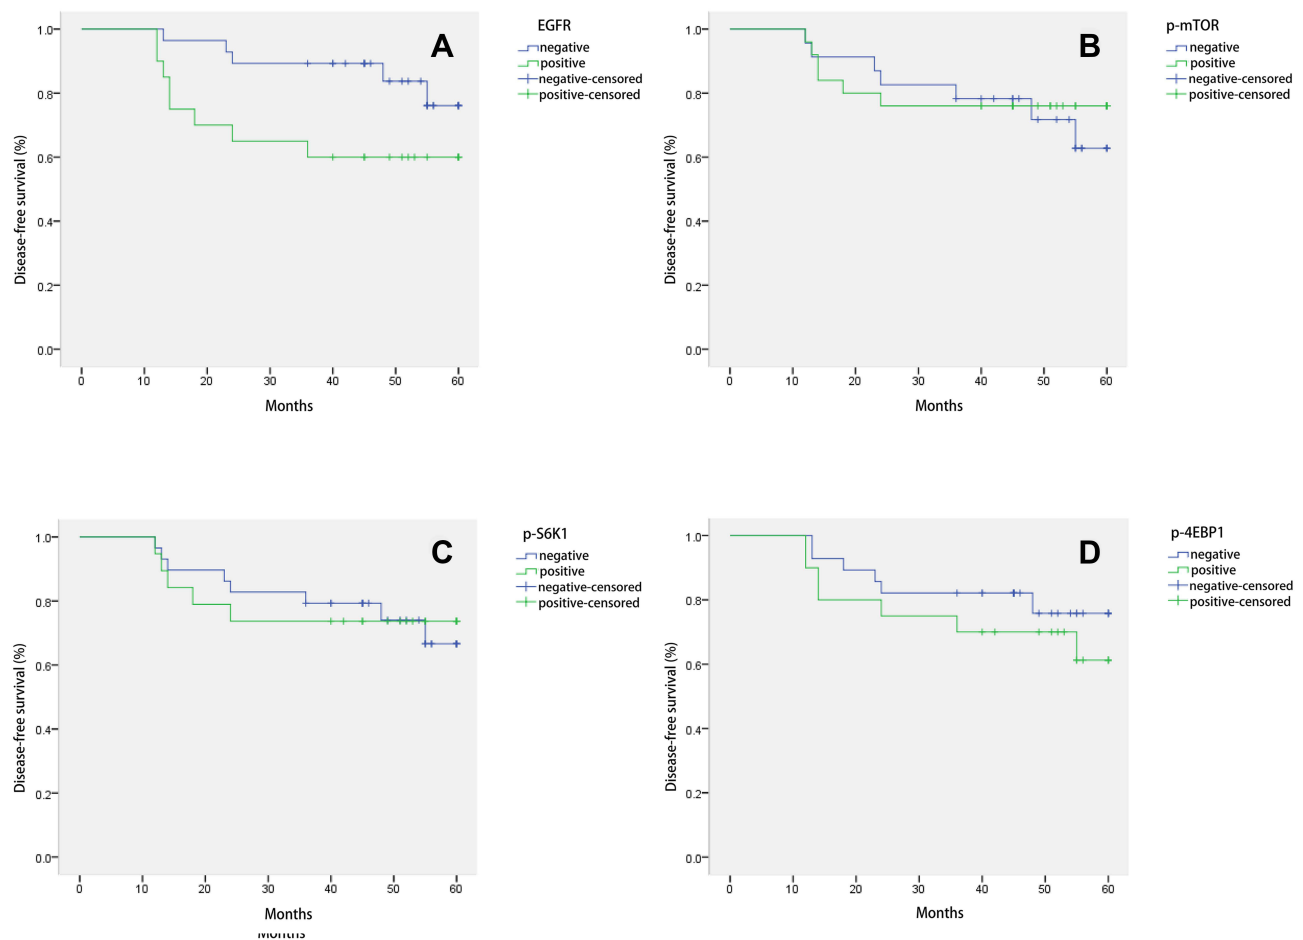 EGFR
A
negative
positive
negative-censored
positive-censored
1.0
0.8
0.6
0.4
0.2
0.0
Disease-free survival (%)
0 10 20 30 40 50 60
Months
p-mTOR
B
negative
positive
negative-censored
positive-censored
1.0
0.8
0.6
0.4
0.2
0.0
Disease-free survival (%)
0 10 20 30 40 50 60
Months
p-S6K1
C
negative
positive
negative-censored
positive-censored
1.0
0.8
0.6
0.4
0.2
0.0
Disease-free survival (%)
0 10 20 30 40 50 60
Months
Months
p-4EBP1
D
negative
positive
negative-censored
positive-censored
1.0
0.8
0.6
0.4
0.2
0.0
Disease-free survival (%)
0 10 20 30 40 50 60
Months